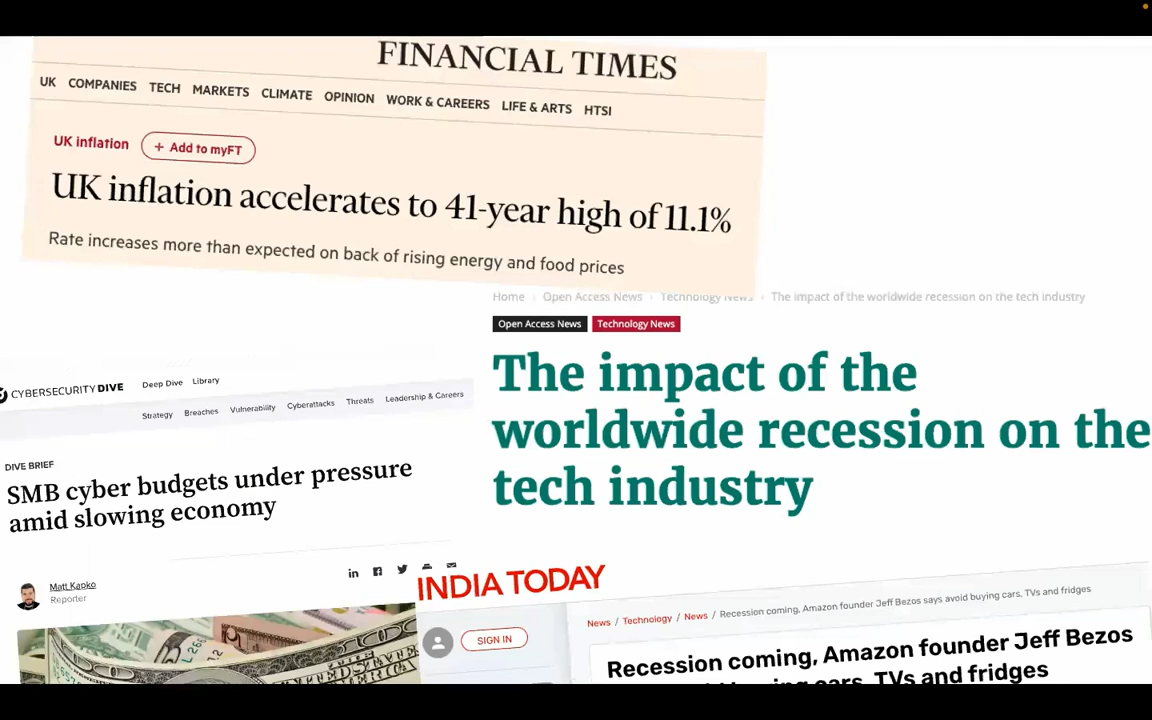 FINANCIAL TIMES
UK COMPANIES TECH MARKETS CLIMATE OPINION WORK & CAREERS LIFE & ARTS HTSI
UK inflation + Add to myFT
UK inflation accelerates to 41-year high of 11.1%
Rate increases more than expected on back of rising energy and food prices
Home Open Access News Technology News The impact of the worldwide recession on the tech industry
Open Access News Technology News
The impact of the
worldwide recession on the
tech industry
CYBERSECURITY DIVE Deep Dive Library
Strategy Breaches Vulnerability Cyberattacks Threats Leadership & Careers
DIVE BRIEF
SMB cyber budgets under pressure
amid slowing economy
Matt Kapko
Reporter
INDIA TODAY
SIGN IN
News / Technology / News / Recession coming, Amazon founder Jeff Bezos says avoid buying cars, TVs and fridges
Recession coming, Amazon founder Jeff Bezos
cars, TVs and fridges